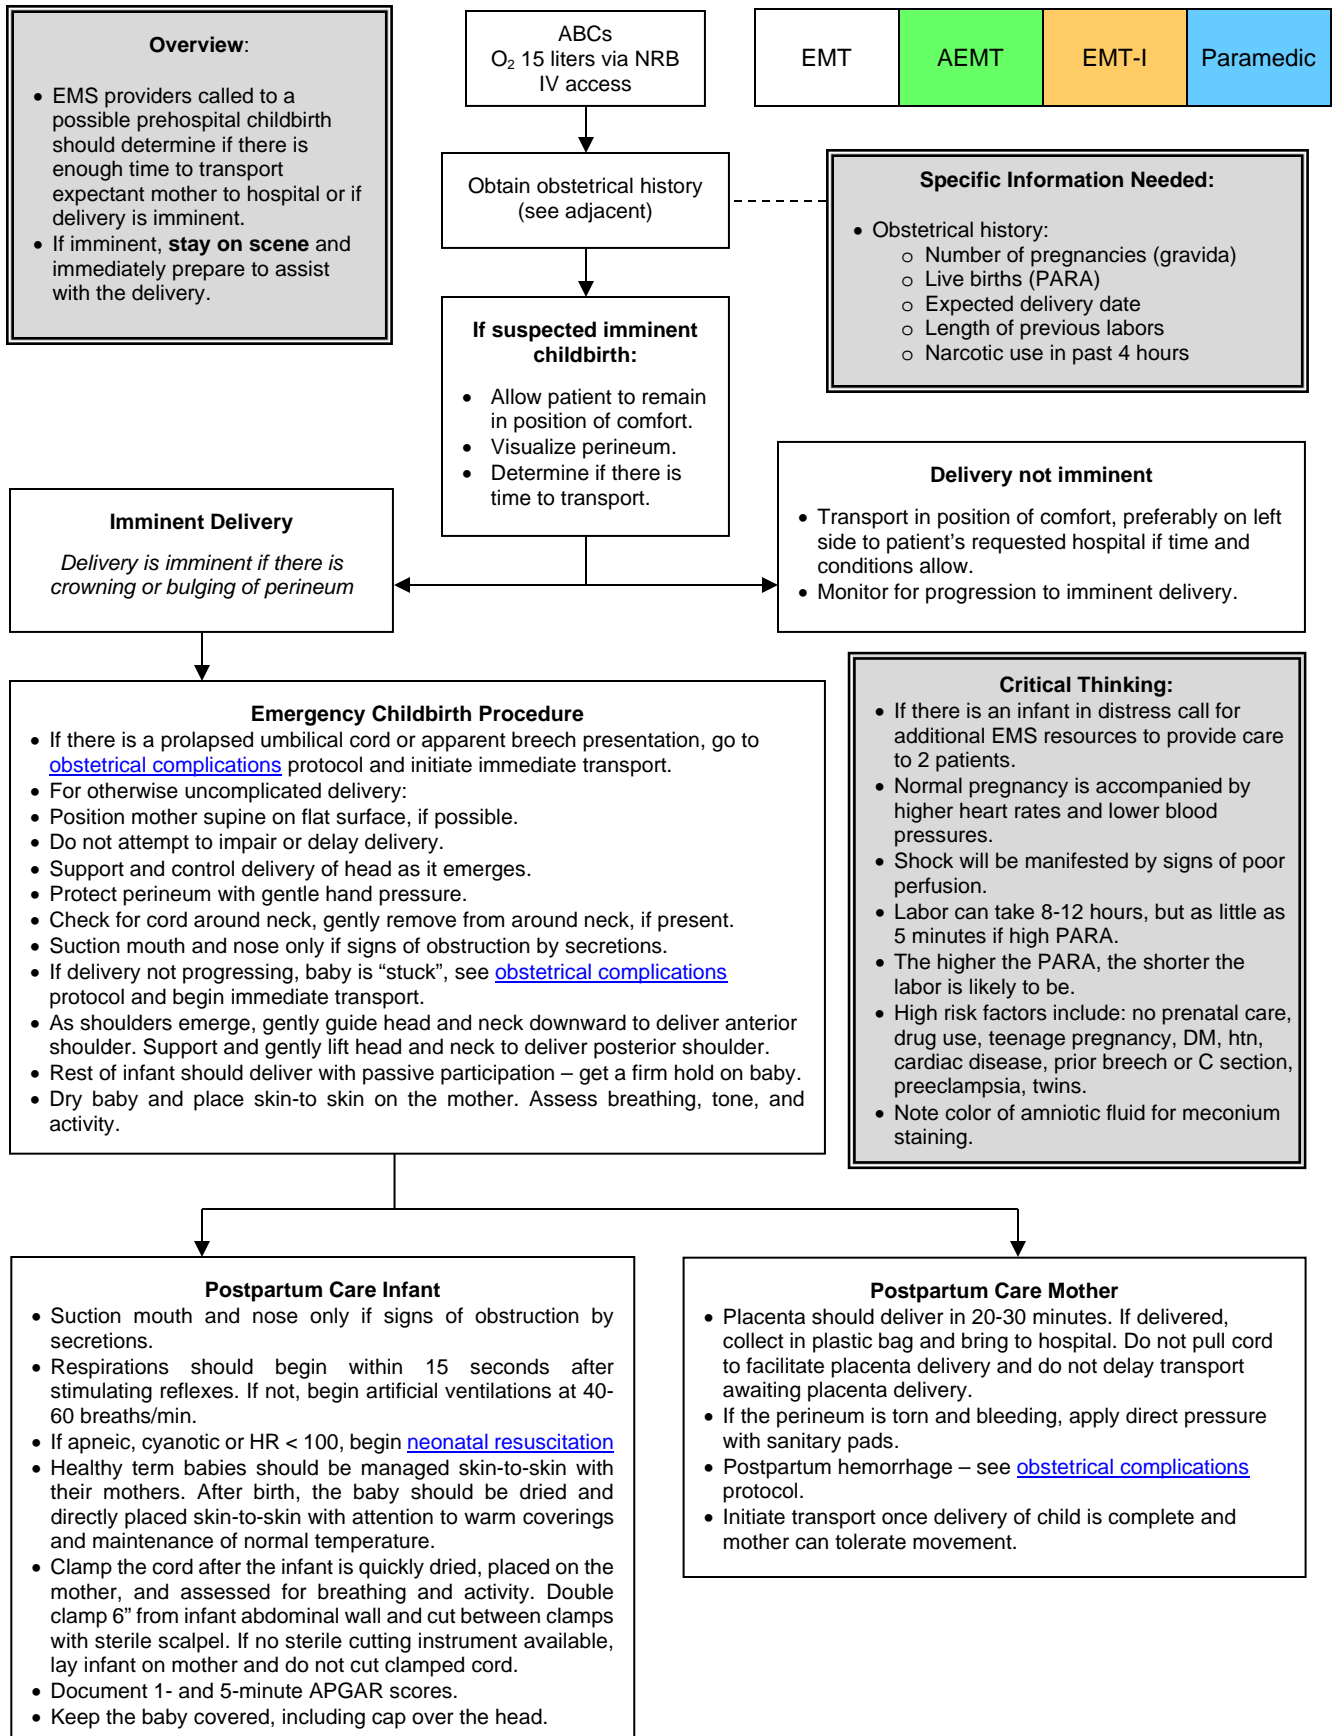 Overview:
• EMS providers called to a
possible prehospital childbirth
should determine if there is
enough time to transport
expectant mother to hospital or if
delivery is imminent.
• If imminent, stay on scene and
immediately prepare to assist
with the delivery.
ABCs
O₂ 15 liters via NRB
IV access
EMT
AEMT
EMT-I
Paramedic
Obtain obstetrical history
(see adjacent)
Specific Information Needed:
• Obstetrical history:
o Number of pregnancies (gravida)
o Live births (PARA)
o Expected delivery date
o Length of previous labors
o Narcotic use in past 4 hours
If suspected imminent
childbirth:
• Allow patient to remain
in position of comfort.
• Visualize perineum.
• Determine if there is
time to transport.
Imminent Delivery
Delivery is imminent if there is
crowning or bulging of perineum
Delivery not imminent
• Transport in position of comfort, preferably on left
side to patient’s requested hospital if time and
conditions allow.
• Monitor for progression to imminent delivery.
Emergency Childbirth Procedure
• If there is a prolapsed umbilical cord or apparent breech presentation, go to
obstetrical complications protocol and initiate immediate transport.
• For otherwise uncomplicated delivery:
• Position mother supine on flat surface, if possible.
• Do not attempt to impair or delay delivery.
• Support and control delivery of head as it emerges.
• Protect perineum with gentle hand pressure.
• Check for cord around neck, gently remove from around neck, if present.
• Suction mouth and nose only if signs of obstruction by secretions.
• If delivery not progressing, baby is “stuck”, see obstetrical complications
protocol and begin immediate transport.
• As shoulders emerge, gently guide head and neck downward to deliver anterior
shoulder. Support and gently lift head and neck to deliver posterior shoulder.
• Rest of infant should deliver with passive participation – get a firm hold on baby.
• Dry baby and place skin-to skin on the mother. Assess breathing, tone, and
activity.
Critical Thinking:
• If there is an infant in distress call for
additional EMS resources to provide care
to 2 patients.
• Normal pregnancy is accompanied by
higher heart rates and lower blood
pressures.
• Shock will be manifested by signs of poor
perfusion.
• Labor can take 8-12 hours, but as little as
5 minutes if high PARA.
• The higher the PARA, the shorter the
labor is likely to be.
• High risk factors include: no prenatal care,
drug use, teenage pregnancy, DM, htn,
cardiac disease, prior breech or C section,
preeclampsia, twins.
• Note color of amniotic fluid for meconium
staining.
Postpartum Care Infant
• Suction mouth and nose only if signs of obstruction by
secretions.
• Respirations should begin within 15 seconds after
stimulating reflexes. If not, begin artificial ventilations at 40-
60 breaths/min.
• If apneic, cyanotic or HR < 100, begin neonatal resuscitation
• Healthy term babies should be managed skin-to-skin with
their mothers. After birth, the baby should be dried and
directly placed skin-to-skin with attention to warm coverings
and maintenance of normal temperature.
• Clamp the cord after the infant is quickly dried, placed on the
mother, and assessed for breathing and activity. Double
clamp 6” from infant abdominal wall and cut between clamps
with sterile scalpel. If no sterile cutting instrument available,
lay infant on mother and do not cut clamped cord.
• Document 1- and 5-minute APGAR scores.
• Keep the baby covered, including cap over the head.
Postpartum Care Mother
• Placenta should deliver in 20-30 minutes. If delivered,
collect in plastic bag and bring to hospital. Do not pull cord
to facilitate placenta delivery and do not delay transport
awaiting placenta delivery.
• If the perineum is torn and bleeding, apply direct pressure
with sanitary pads.
• Postpartum hemorrhage – see obstetrical complications
protocol.
• Initiate transport once delivery of child is complete and
mother can tolerate movement.